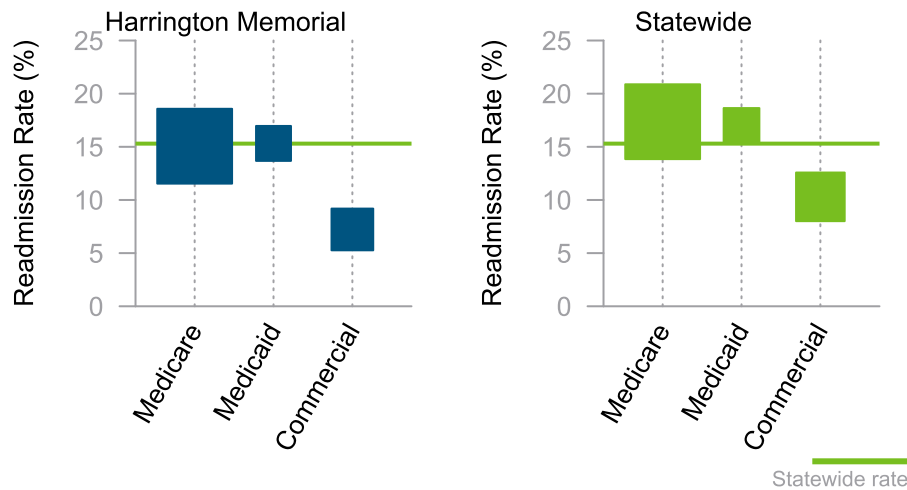 Harrington Memorial
Readmission Rate (%)
25
20
15
10
5
0
Medicare
Medicaid
Commercial
Statewide
Readmission Rate (%)
25
20
15
10
5
0
Medicare
Medicaid
Commercial
Statewide rate